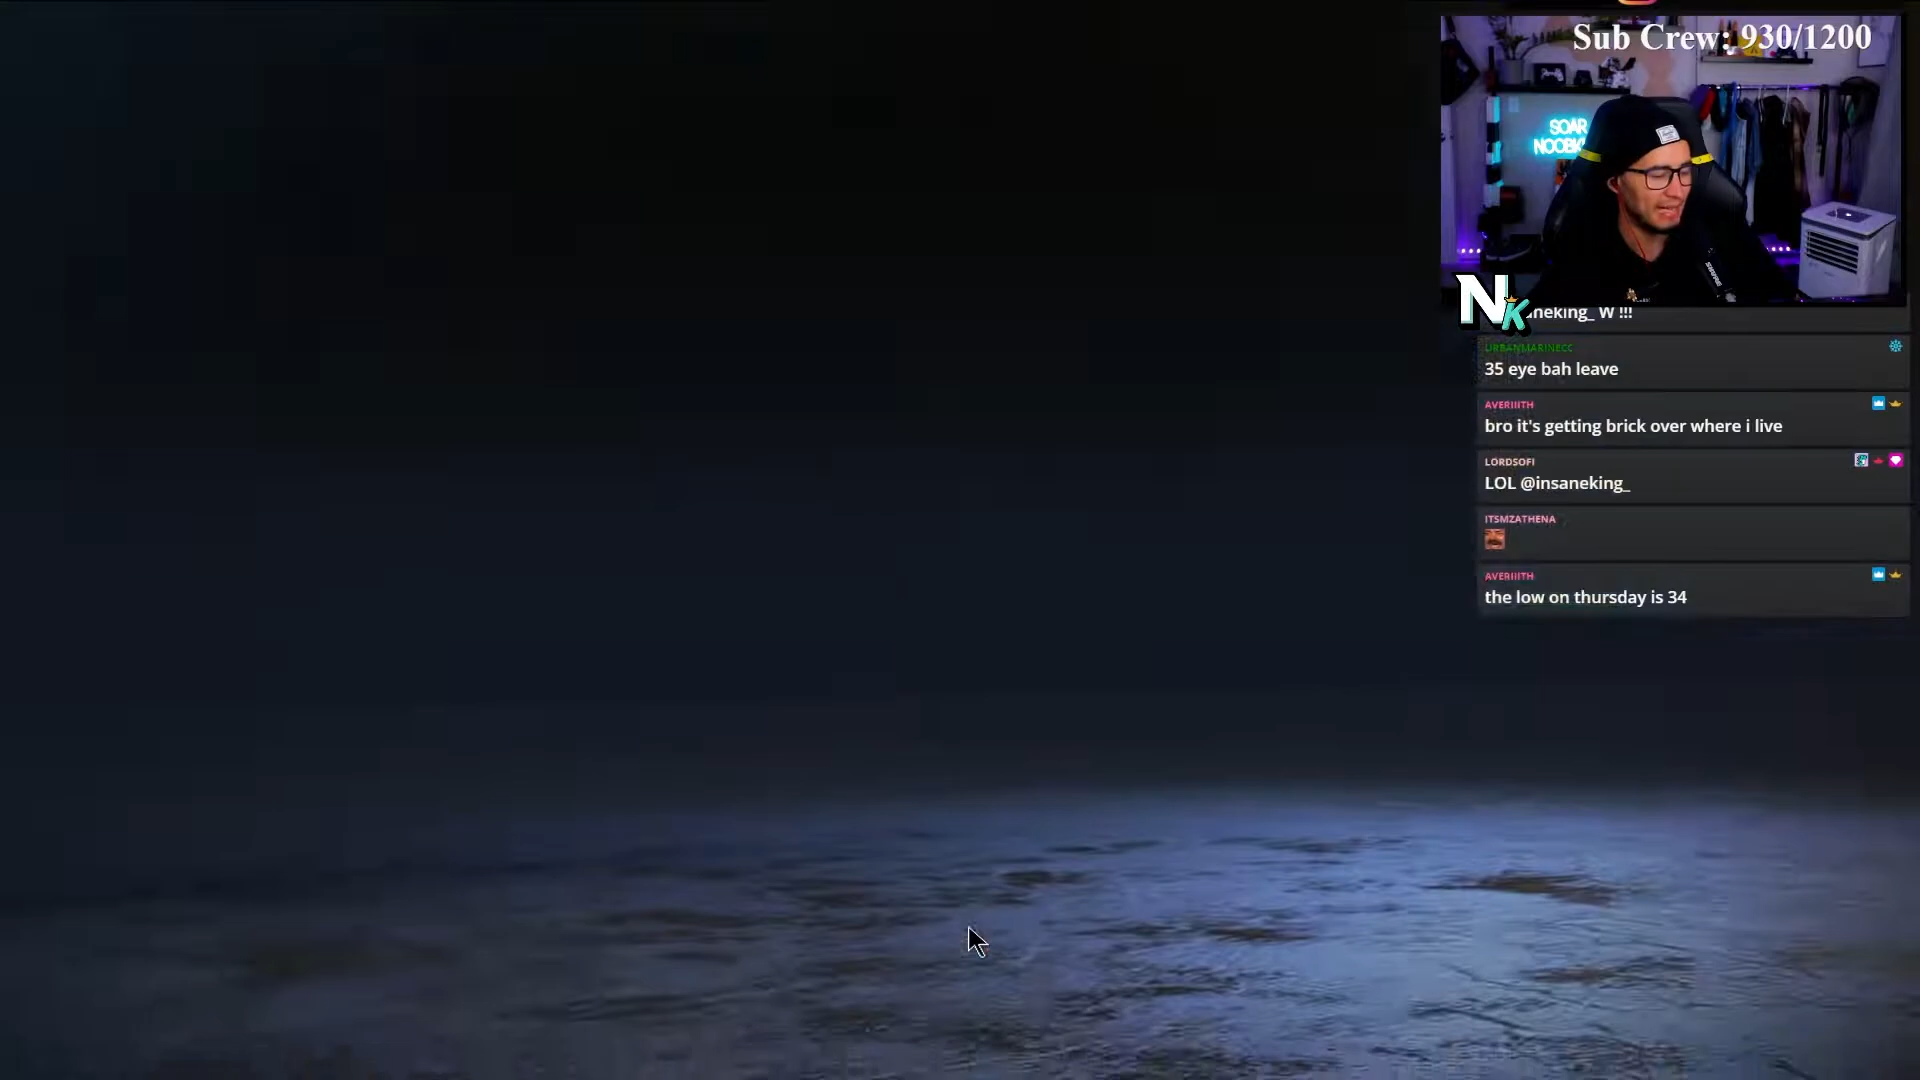 Sub Crew: 930/1200
SOAR
NK
neking_ W !!!
URBANMARINECC
35 eye bah leave
AVERIIITH
bro it's getting brick over where i live
LORDSOFI
LOL @insaneking_
ITSMZATHENA
AVERIIITH
the low on thursday is 34